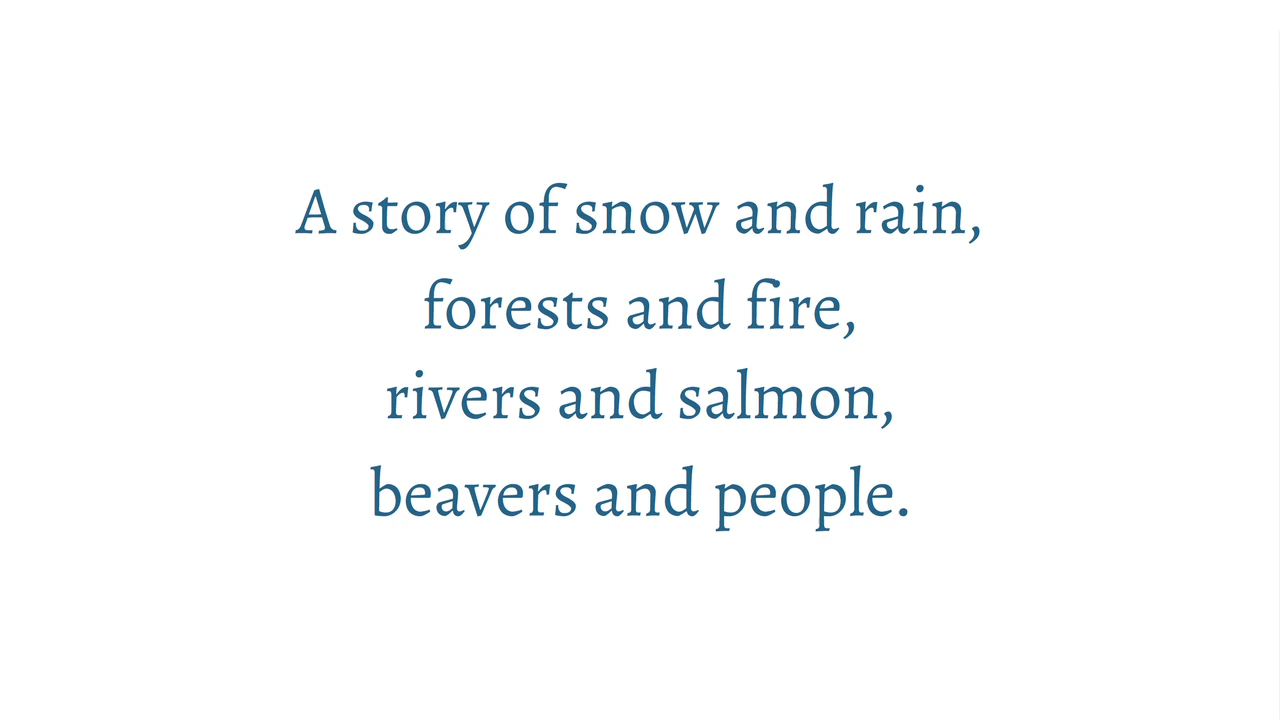 A story of snow and rain,
forests and fire,
rivers and salmon,
beavers and people.